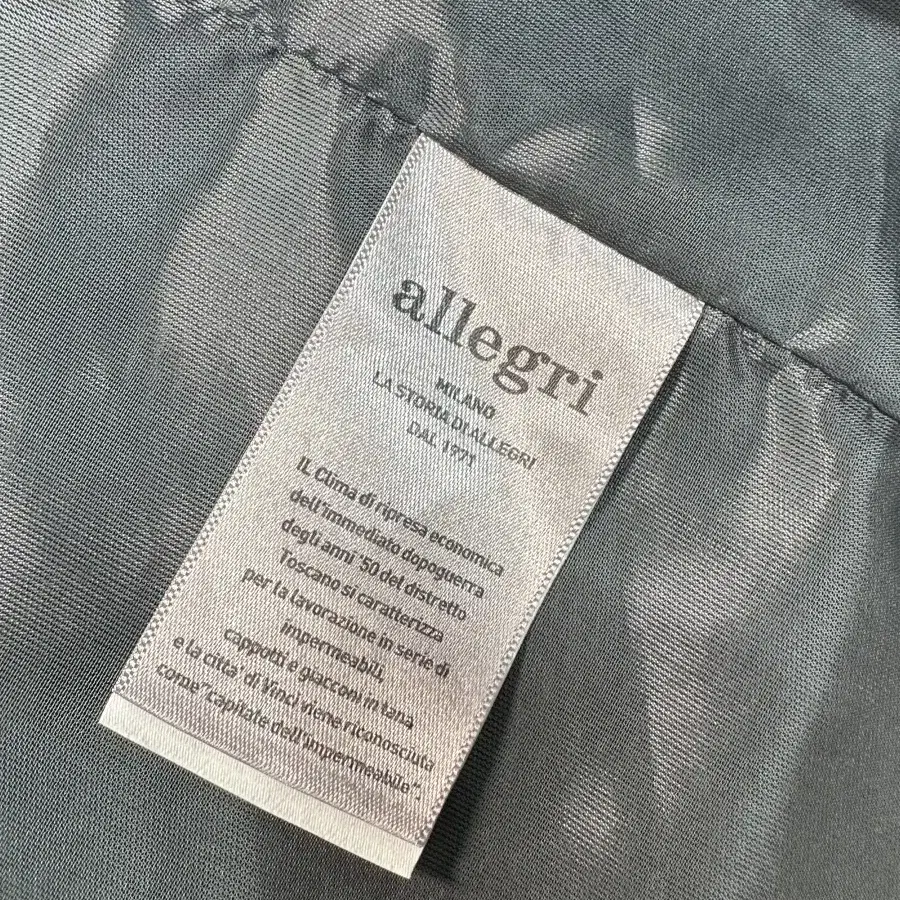 allegri
MILANO
LA STORIA DI ALLEGRI
DAL 1971
IL Clima di ripresa economica
dell'immediato dopoguerra
degli anni '50 del distretto
Toscano si caratterizza
per la lavorazione in serie di
impermeabili,
cappotti e giacconi in tana
e la citta' di Vinci viene riconosciuta
come "capitale dell'impermeabile".